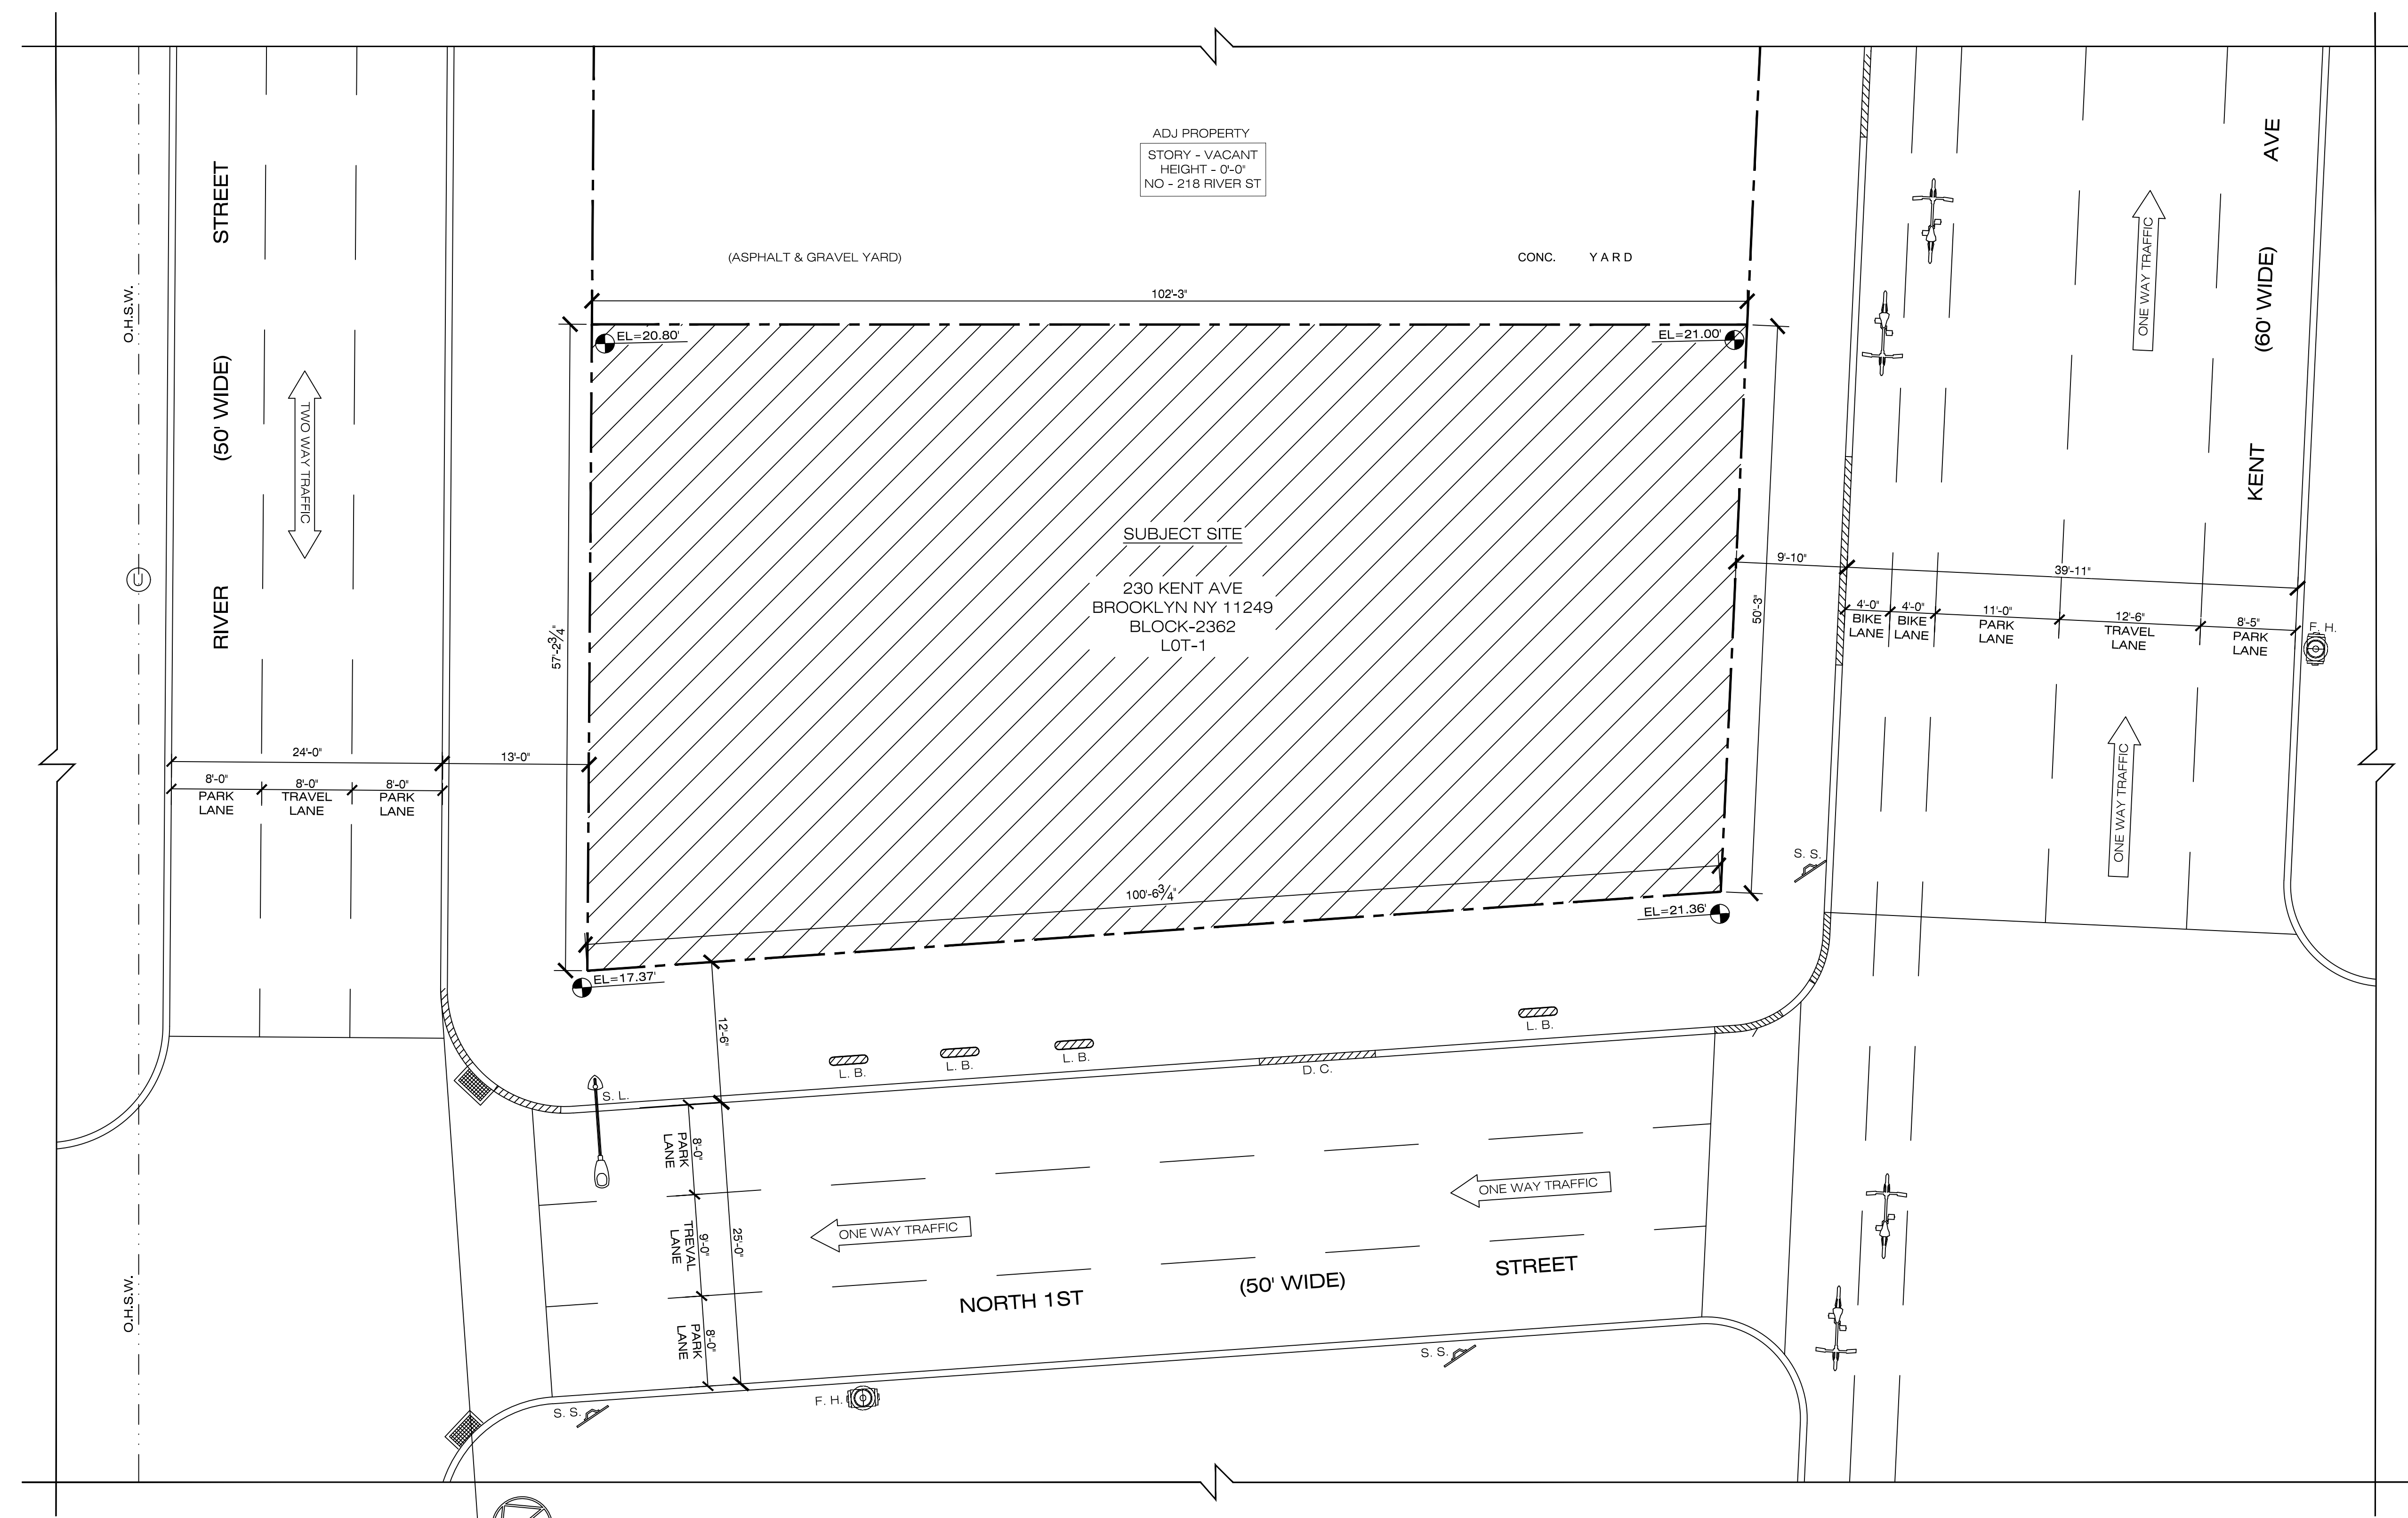 ADJ PROPERTY
STORY - VACANT
HEIGHT - 0'-0"
NO - 218 RIVER ST
(ASPHALT & GRAVEL YARD)
CONC. YARD
102'-3"
EL=20.80'
EL=21.00'
SUBJECT SITE
230 KENT AVE
BROOKLYN NY 11249
BLOCK-2362
L0T-1
57'-2 3/4"
50'-3"
100'-6 3/4"
EL=17.37'
EL=21.36'
RIVER (50' WIDE) STREET
TWO WAY TRAFFIC
O.H.S.W.
U
24'-0"
13'-0"
8'-0"
PARK
LANE
8'-0"
TRAVEL
LANE
8'-0"
PARK
LANE
O.H.S.W.
KENT (60' WIDE) AVE
ONE WAY TRAFFIC
ONE WAY TRAFFIC
9'-10"
39'-11"
4'-0"
BIKE
LANE
4'-0"
BIKE
LANE
11'-0"
PARK
LANE
12'-6"
TRAVEL
LANE
8'-5"
PARK
LANE
F. H.
S. S.
12'-6"
L. B.
L. B.
L. B.
L. B.
D. C.
S. L.
8'-0"
PARK
LANE
9'-0"
TREVAL
LANE
8'-0"
PARK
LANE
25'-0"
ONE WAY TRAFFIC
ONE WAY TRAFFIC
NORTH 1ST (50' WIDE) STREET
S. S.
F. H.
S. S.